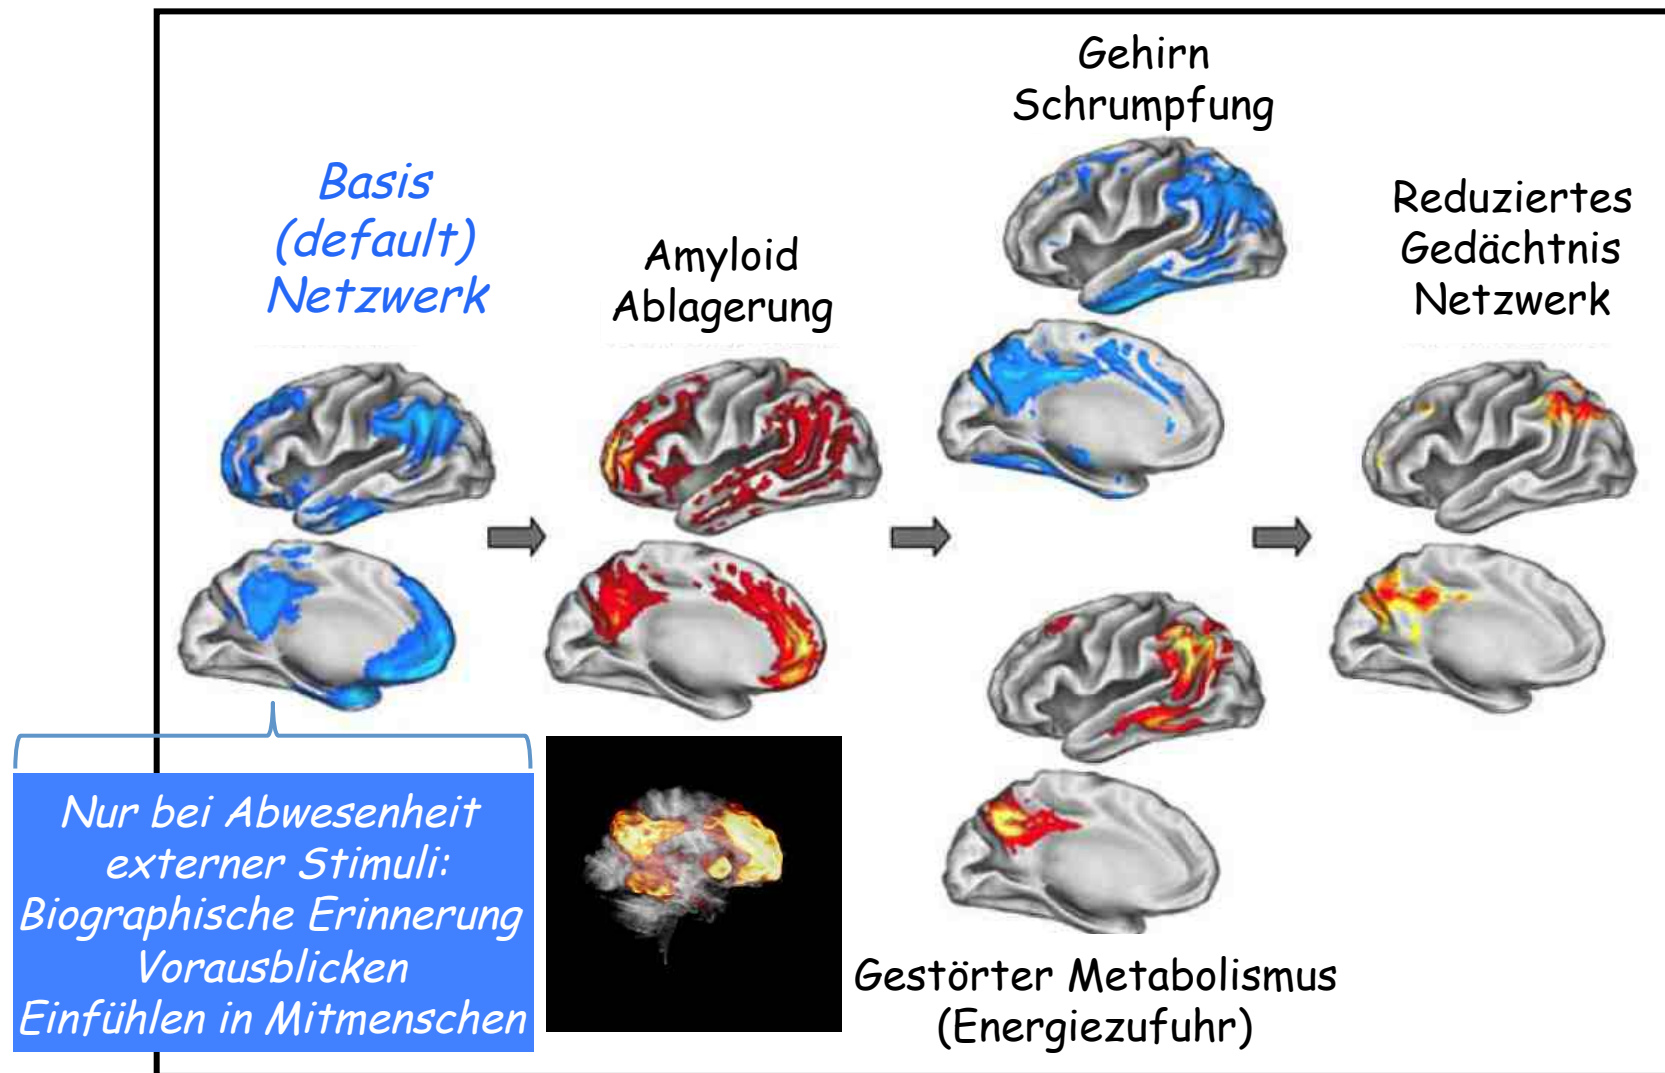 Basis
(default)
Netzwerk
Amyloid
Ablagerung
Gehirn
Schrumpfung
Reduziertes
Gedächtnis
Netzwerk
Nur bei Abwesenheit
externer Stimuli:
Biographische Erinnerung
Vorausblicken
Einfühlen in Mitmenschen
Gestörter Metabolismus
(Energiezufuhr)